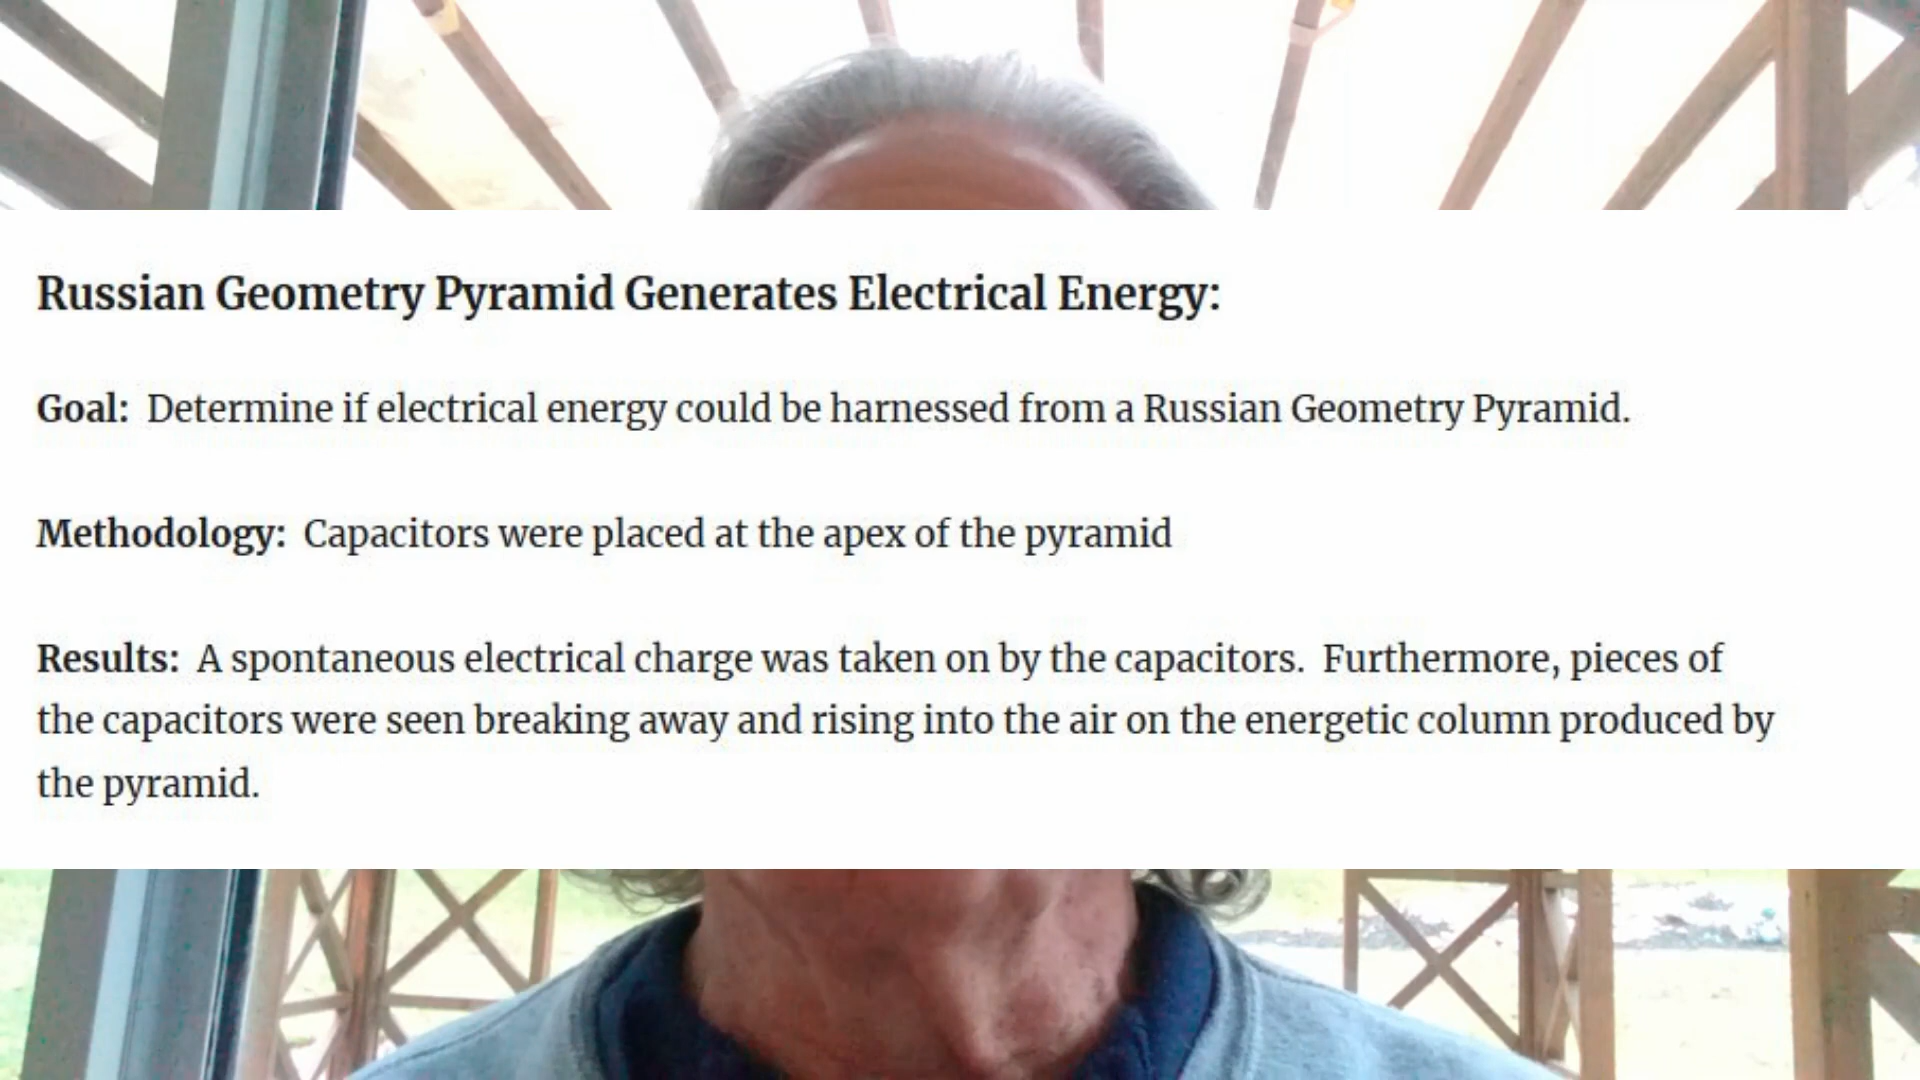 Russian Geometry Pyramid Generates Electrical Energy:
Goal: Determine if electrical energy could be harnessed from a Russian Geometry Pyramid.
Methodology: Capacitors were placed at the apex of the pyramid
Results: A spontaneous electrical charge was taken on by the capacitors. Furthermore, pieces of
the capacitors were seen breaking away and rising into the air on the energetic column produced by
the pyramid.